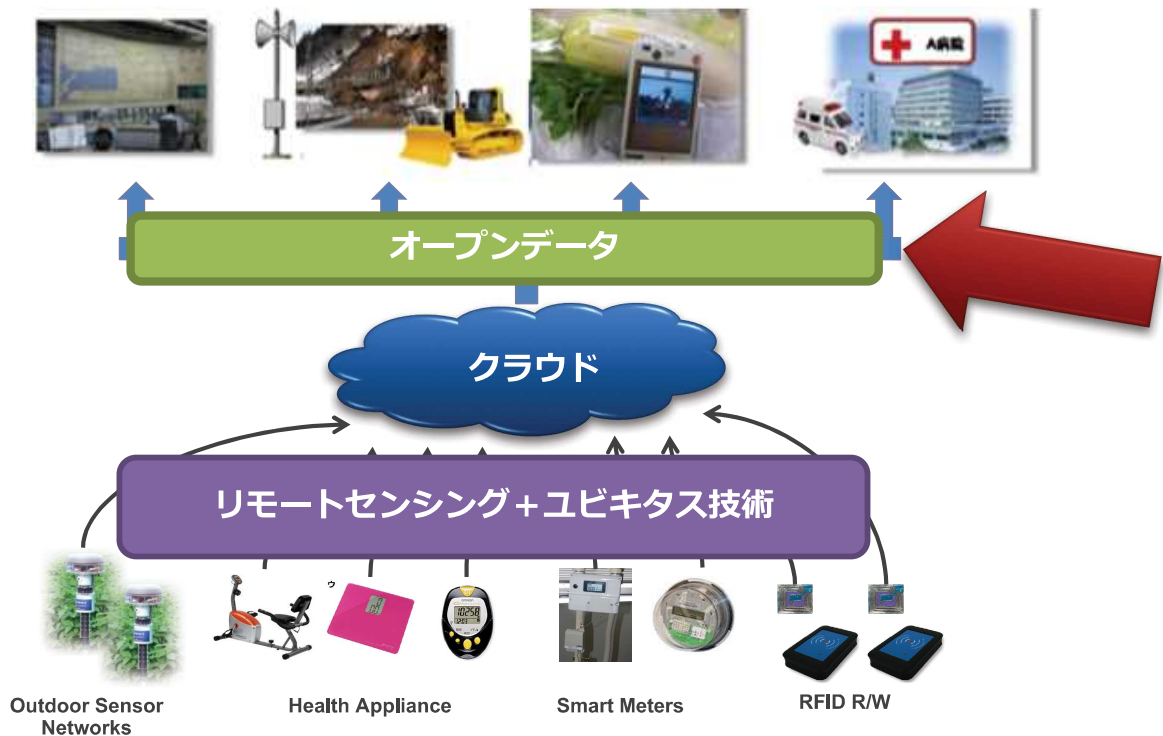 A病院
オープンデータ
クラウド
リモートセンシング+ユビキタス技術
ウ
10258
Outdoor Sensor
Networks
Health Appliance
Smart Meters
RFID R/W